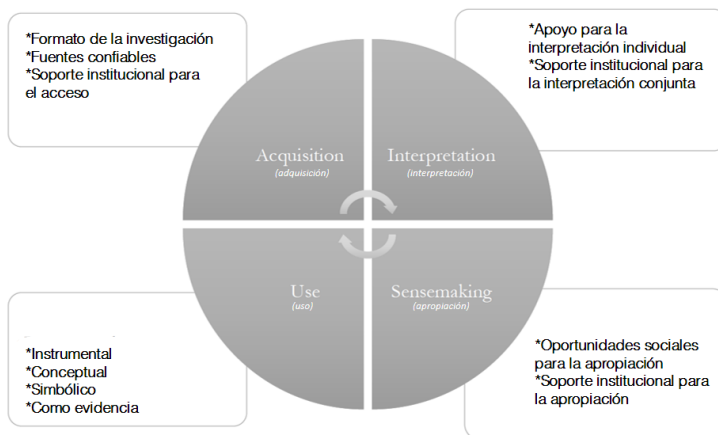 *Formato de la investigación
*Fuentes confiables
*Soporte institucional para
el acceso
*Apoyo para la
interpretación individual
*Soporte institucional para
la interpretación conjunta
Acquisition
(adquisición)
Interpretation
(interpretación)
Use
(uso)
Sensemaking
(apropiación)
*Instrumental
*Conceptual
*Simbólico
*Como evidencia
*Oportunidades sociales
para la apropiación
*Soporte institucional para
la apropiación